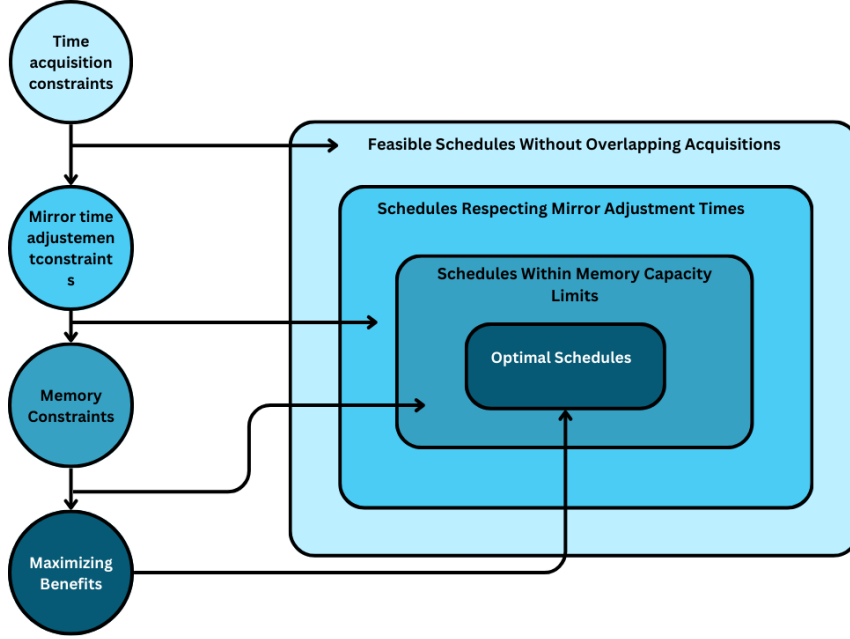 Time
acquisition
constraints
Feasible Schedules Without Overlapping Acquisitions
Mirror time
adjustemen
tconstraint
s
Schedules Respecting Mirror Adjustment Times
Schedules Within Memory Capacity
Limits
Optimal Schedules
Memory
Constraints
Maximizing
Benefits